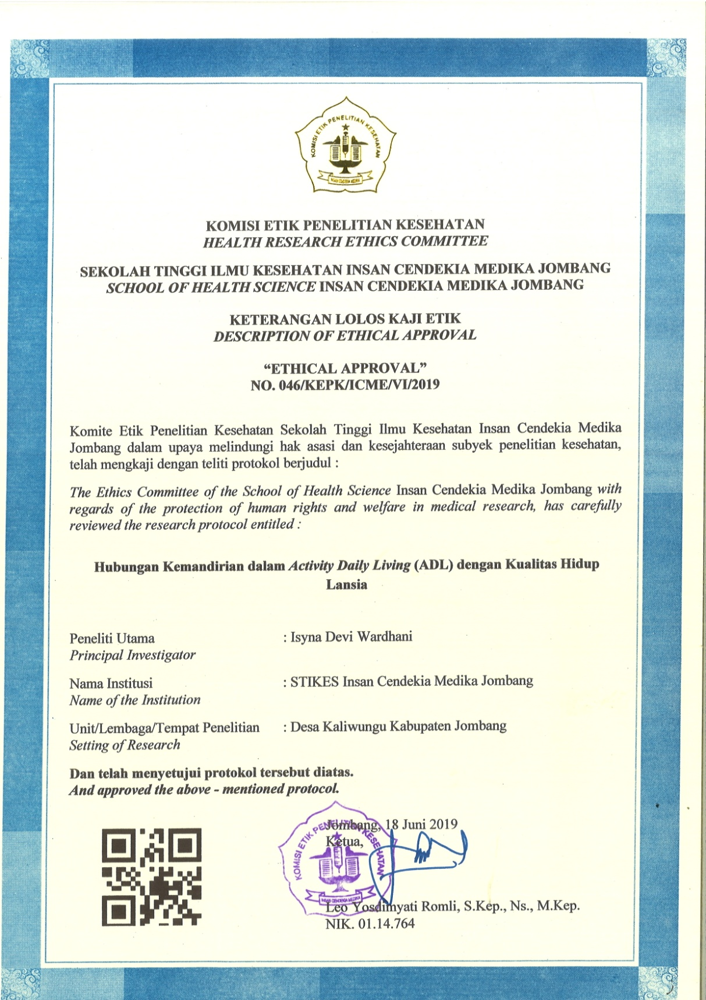 KOMISI ETIK PENELITIAN KESEHATAN
INSAN CENDEKIA MEDIKA
KOMISI ETIK PENELITIAN KESEHATAN
HEALTH RESEARCH ETHICS COMMITTEE
SEKOLAH TINGGI ILMU KESEHATAN INSAN CENDEKIA MEDIKA JOMBANG
SCHOOL OF HEALTH SCIENCE INSAN CENDEKIA MEDIKA JOMBANG
KETERANGAN LOLOS KAJI ETIK
DESCRIPTION OF ETHICAL APPROVAL
“ETHICAL APPROVAL”
NO. 046/KEPK/ICME/VI/2019
Komite Etik Penelitian Kesehatan Sekolah Tinggi Ilmu Kesehatan Insan Cendekia Medika
Jombang dalam upaya melindungi hak asasi dan kesejahteraan subyek penelitian kesehatan,
telah mengkaji dengan teliti protokol berjudul :
The Ethics Committee of the School of Health Science Insan Cendekia Medika Jombang with
regards of the protection of human rights and welfare in medical research, has carefully
reviewed the research protocol entitled :
Hubungan Kemandirian dalam Activity Daily Living (ADL) dengan Kualitas Hidup
Lansia
Peneliti Utama : Isyna Devi Wardhani
Principal Investigator
Nama Institusi : STIKES Insan Cendekia Medika Jombang
Name of the Institution
Unit/Lembaga/Tempat Penelitian : Desa Kaliwungu Kabupaten Jombang
Setting of Research
Dan telah menyetujui protokol tersebut diatas.
And approved the above - mentioned protocol.
Jombang, 18 Juni 2019
Ketua,
KOMISI ETIK PENELITIAN KESEHATAN
INSAN CENDEKIA MEDIKA
Leo Yosdimyati Romli, S.Kep., Ns., M.Kep.
NIK. 01.14.764